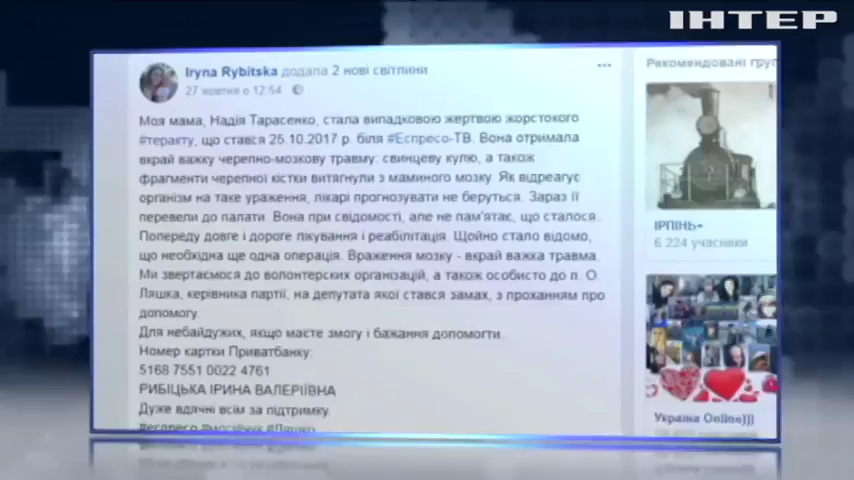 ІНТЕР
Iryna Rybitska додала 2 нові світлини
27 жовтня о 12:54
Моя мама, Надія Тарасенко, стала випадковою жертвою жорстокого
#теракту, що стався 25.10.2017 р. біля #Еспресо-ТВ. Вона отримала
вкрай важку черепно-мозкову травму: свинцеву кулю, а також
фрагменти черепної кістки витягнули з маминого мозку. Як відреагує
організм на таке ураження, лікарі прогнозувати не беруться. Зараз її
перевели до палати. Вона при свідомості, але не пам'ятає, що сталося.
Попереду довге і дороге лікування і реабілітація. Щойно стало відомо,
що необхідна ще одна операція. Враження мозку - вкрай важка травма.
Ми звертаємося до волонтерских організацій, а також особисто до п. О.
Ляшка, керівника партії, на депутата якої стався замах, з проханням про
допомогу.
Для небайдужих, якщо маєте змогу і бажання допомогти.
Номер картки Приватбанку:
5168 7551 0022 4761
РИБІЦЬКА ІРИНА ВАЛЕРІЇВНА
Дуже вдячні всім за підтримку.
#еспресо #мосійчук #Ляшко
Рекомендовані груп
ІРПІНЬ+
6 224 учасники
Україна Online)))